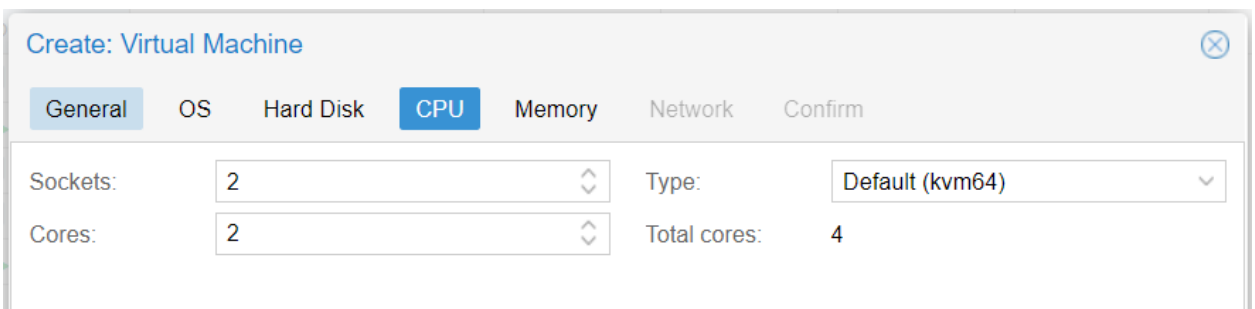 Create: Virtual Machine
General OS Hard Disk CPU Memory Network Confirm
Sockets: 2 Type: Default (kvm64)
Cores: 2 Total cores: 4